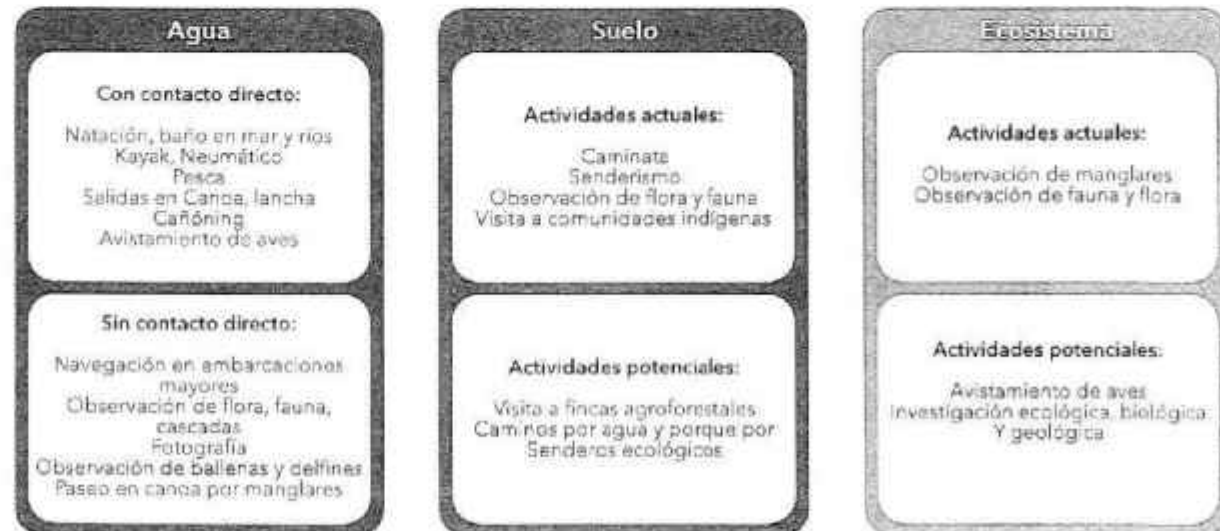 Agua
Con contacto directo:
Natación, baño en mar y ríos
Kayak, Neumático
Pesca
Salidas en Canoa, lancha
Cañóning
Avistamiento de aves
Sin contacto directo:
Navegación en embarcaciones
mayores
Observación de flora, fauna,
cascadas
Fotografía
Observación de ballenas y delfines
Paseo en canoa por manglares
Suelo
Actividades actuales:
Caminata
Senderismo
Observación de flora y fauna
Visita a comunidades indígenas
Actividades potenciales:
Visita a fincas agroforestales
Caminos por agua y porque por
Senderos ecológicos
Ecosistema
Actividades actuales:
Observación de manglares
Observación de fauna y flora
Actividades potenciales:
Avistamiento de aves
Investigación ecológica, biológica
Y geológica